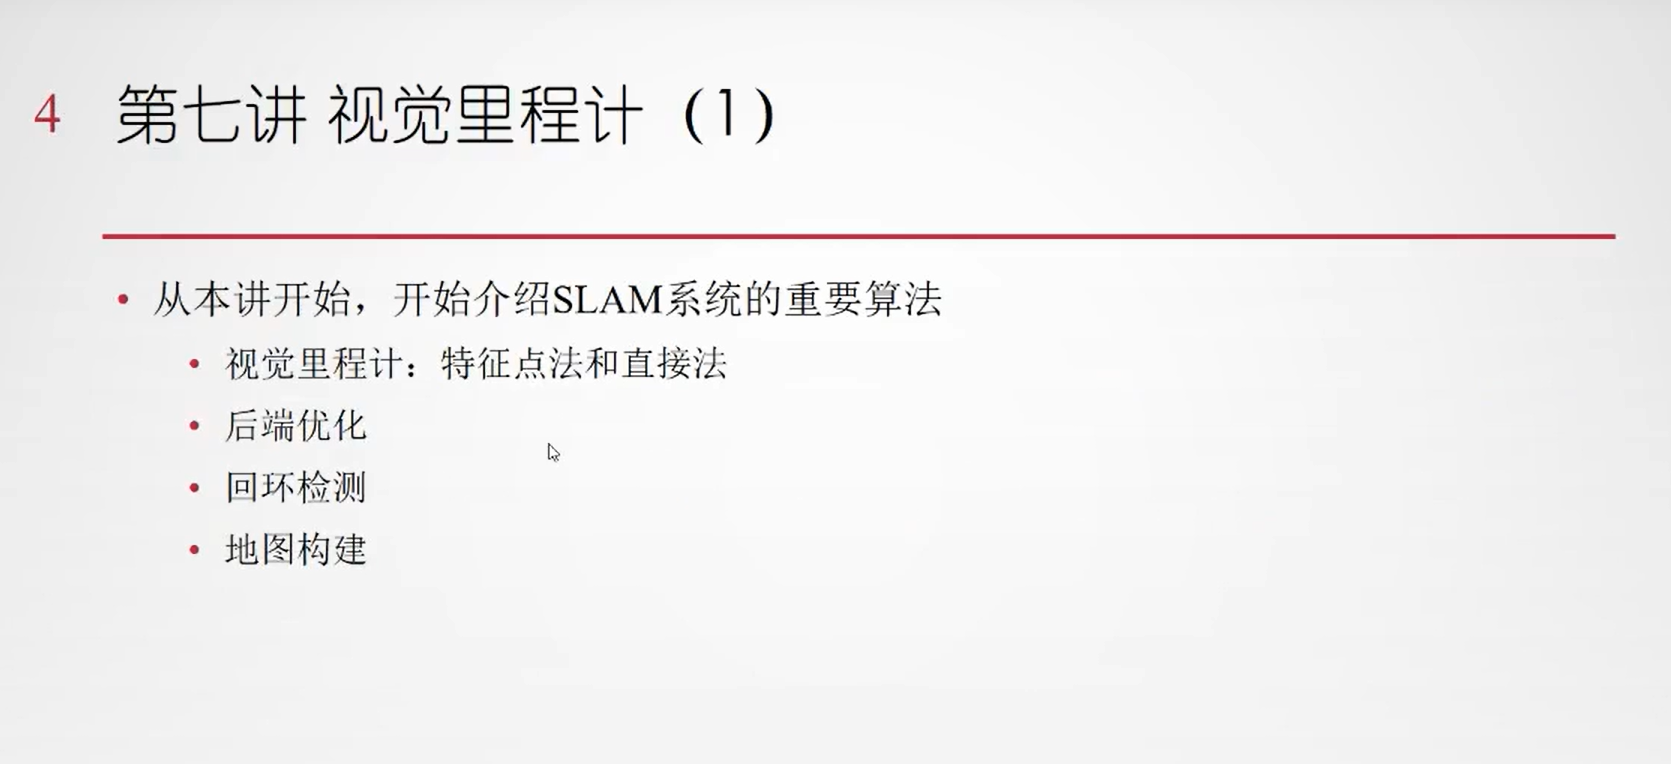 4 第七讲 视觉里程计（1）
• 从本讲开始，开始介绍SLAM系统的重要算法
• 视觉里程计：特征点法和直接法
• 后端优化
• 回环检测
• 地图构建